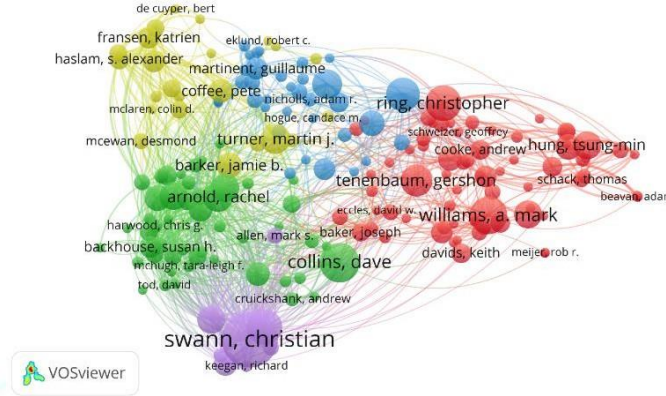 de cuyper, bert
fransen, katrien
eklund, robert c.
haslam, s. alexander
martinent, guillaume
coffee, pete
nicholls, adam r.
ring, christopher
mclaren, colin d.
hogue, candace m.
schweizer, geoffrey
mcewan, desmond
turner, martin j.
cooke, andrew
hung, tsung-min
barker, jamie b.
tenenbaum, gershon
schack, thomas
arnold, rachel
beavan, adam
eccles, david w.
williams, a. mark
harwood, chris g.
allen, mark s.
baker, joseph
backhouse, susan h.
davids, keith
meijer, rob r.
mchugh, tara-leigh f.
collins, dave
tod, david
cruickshank, andrew
swann, christian
keegan, richard
VOSviewer